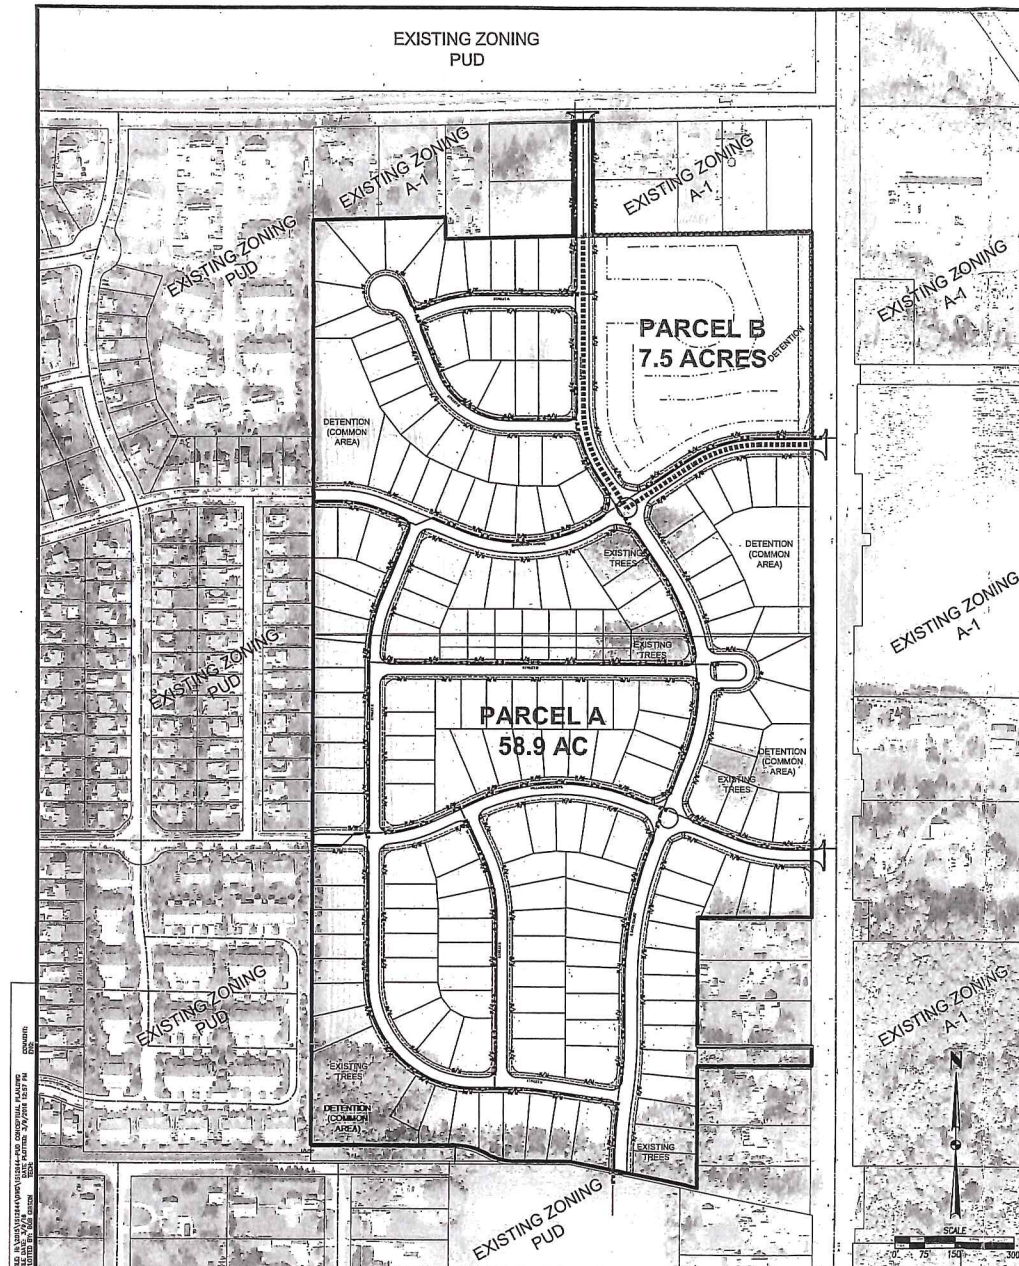 EXISTING ZONING
PUD
EXISTING ZONING
A-1
EXISTING ZONING
A-1
EXISTING ZONING
PUD
EXISTING ZONING
A-1
PARCEL B
7.5 ACRES
DETENTION
DETENTION
(COMMON
AREA)
EXISTING
TREES
DETENTION
(COMMON
AREA)
EXISTING ZONING
A-1
EXISTING ZONING
PUD
EXISTING
TREES
PARCEL A
58.9 AC
DETENTION
(COMMON
AREA)
EXISTING
TREES
EXISTING ZONING
PUD
EXISTING ZONING
A-1
EXISTING
TREES
DETENTION
(COMMON
AREA)
EXISTING
TREES
EXISTING ZONING
PUD
N
SCALE
0 75 150 300